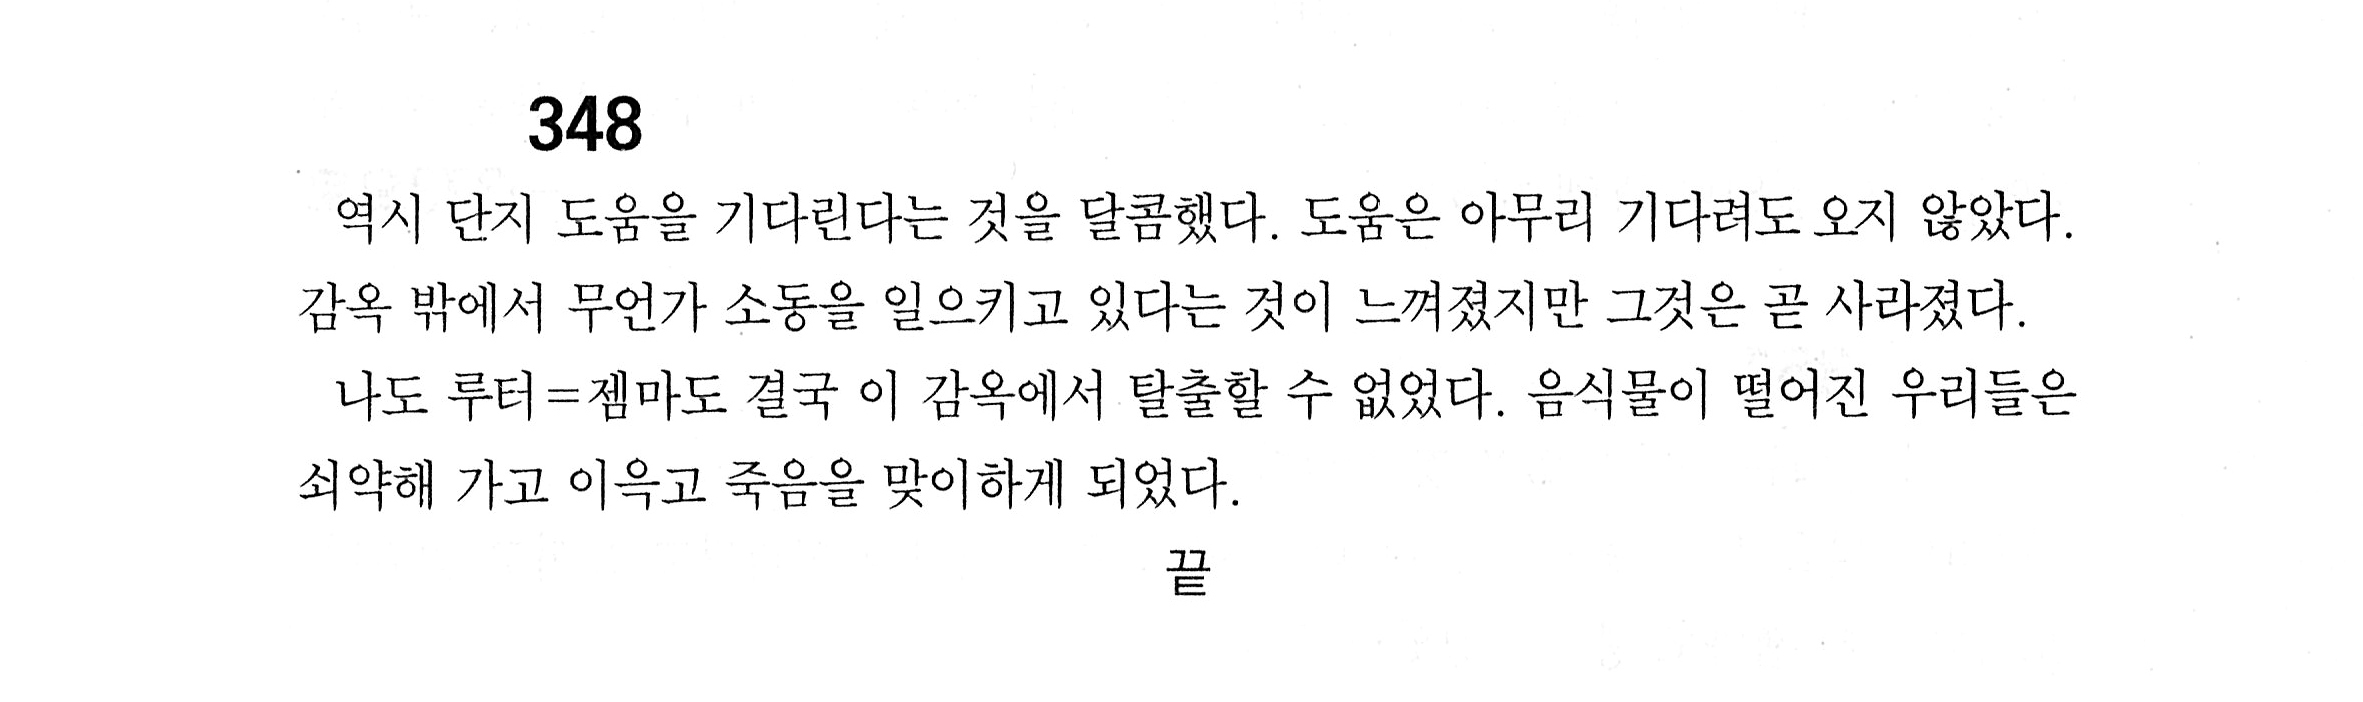 348
역시 단지 도움을 기다린다는 것을 달콤했다. 도움은 아무리 기다려도 오지 않았다.
감옥 밖에서 무언가 소동을 일으키고 있다는 것이 느껴졌지만 그것은 곧 사라졌다.
나도 루터=젬마도 결국 이 감옥에서 탈출할 수 없었다. 음식물이 떨어진 우리들은
쇠약해 가고 이윽고 죽음을 맞이하게 되었다.
끝